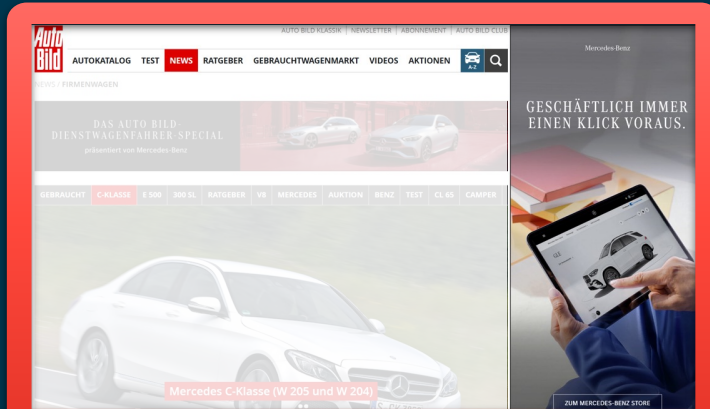 AUTO BILD KLASSIK | NEWSLETTER | ABONNEMENT | AUTO BILD CLUB
Auto
Bild
AUTOKATALOG TEST NEWS RATGEBER GEBRAUCHTWAGENMARKT VIDEOS AKTIONEN A-Z
NEWS / FIRMENWAGEN
DAS AUTO BILD-
DIENSTWAGENFAHRER-SPECIAL
präsentiert von Mercedes-Benz
GEBRAUCHT C-KLASSE E 500 300 SL RATGEBER V8 MERCEDES AUKTION BENZ TEST CL 65 CAMPER
Mercedes C-Klasse (W 205 und W 204)
Mercedes-Benz
GESCHÄFTLICH IMMER
EINEN KLICK VORAUS.
ZUM MERCEDES-BENZ STORE